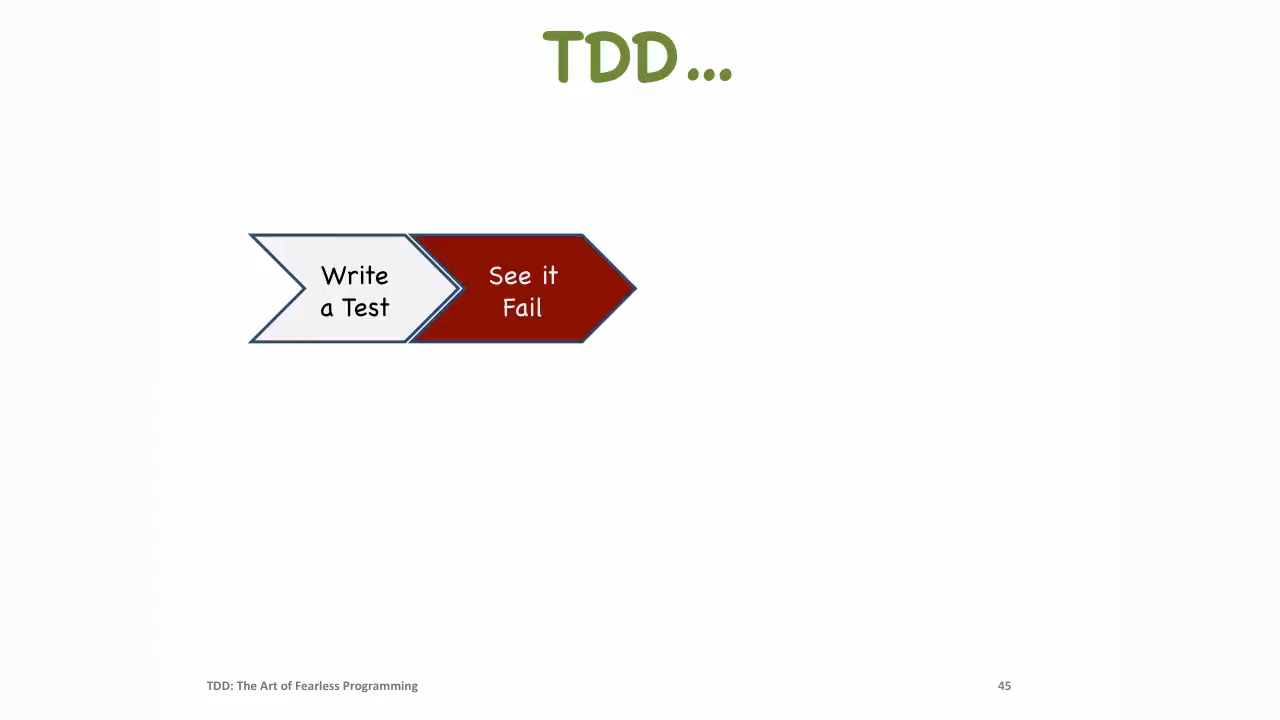 TDD...
Write
a Test
See it
Fail
TDD: The Art of Fearless Programming
45